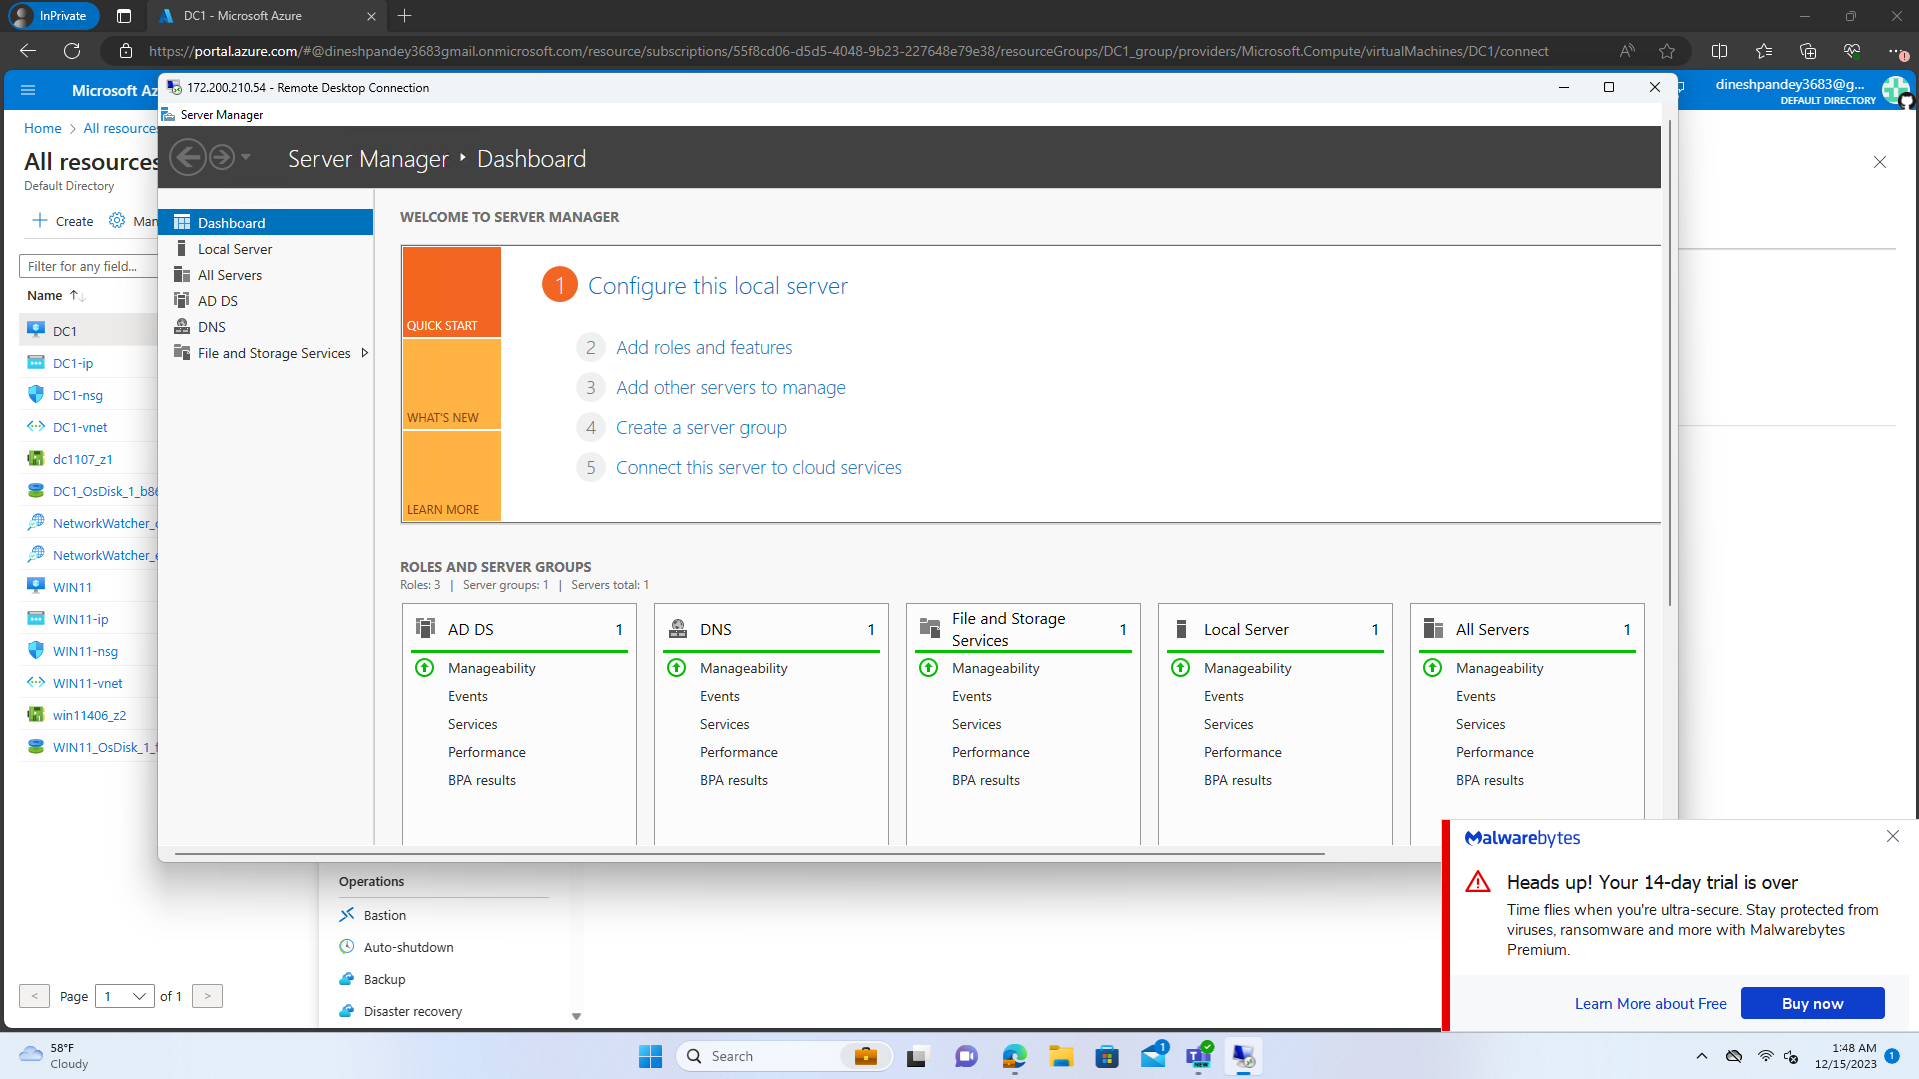 InPrivate
DC1 - Microsoft Azure
https://portal.azure.com/#@dineshpandey3683gmail.onmicrosoft.com/resource/subscriptions/55f8cd06-d5d5-4048-9b23-227648e79e38/resourceGroups/DC1_group/providers/Microsoft.Compute/virtualMachines/DC1/connect
Microsoft Az
dineshpandey3683@g...
DEFAULT DIRECTORY
Home > All resources
All resources
Default Directory
Create
Man
Filter for any field...
Name
DC1
DC1-ip
DC1-nsg
DC1-vnet
dc1107_z1
DC1_OsDisk_1_b86
NetworkWatcher_
NetworkWatcher_e
WIN11
WIN11-ip
WIN11-nsg
WIN11-vnet
win11406_z2
WIN11_OsDisk_1_f
< Page 1 of 1 >
172.200.210.54 - Remote Desktop Connection
Server Manager
Server Manager ‣ Dashboard
Dashboard
Local Server
All Servers
AD DS
DNS
File and Storage Services
WELCOME TO SERVER MANAGER
QUICK START
WHAT'S NEW
LEARN MORE
1 Configure this local server
2 Add roles and features
3 Add other servers to manage
4 Create a server group
5 Connect this server to cloud services
ROLES AND SERVER GROUPS
Roles: 3 | Server groups: 1 | Servers total: 1
AD DS 1
Manageability
Events
Services
Performance
BPA results
DNS 1
Manageability
Events
Services
Performance
BPA results
File and Storage
Services 1
Manageability
Events
Services
Performance
BPA results
Local Server 1
Manageability
Events
Services
Performance
BPA results
All Servers 1
Manageability
Events
Services
Performance
BPA results
Operations
Bastion
Auto-shutdown
Backup
Disaster recovery
Malwarebytes
Heads up! Your 14-day trial is over
Time flies when you're ultra-secure. Stay protected from
viruses, ransomware and more with Malwarebytes
Premium.
Learn More about Free
Buy now
58°F
Cloudy
Search
1
NEW
1:48 AM
12/15/2023
1